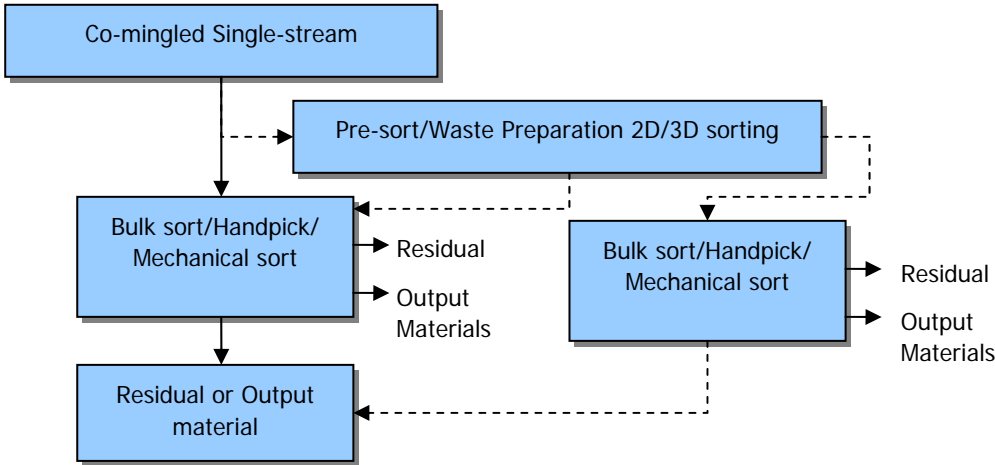 Co-mingled Single-stream
Pre-sort/Waste Preparation 2D/3D sorting
Bulk sort/Handpick/
Mechanical sort
Residual
Output
Materials
Bulk sort/Handpick/
Mechanical sort
Residual
Output
Materials
Residual or Output
material